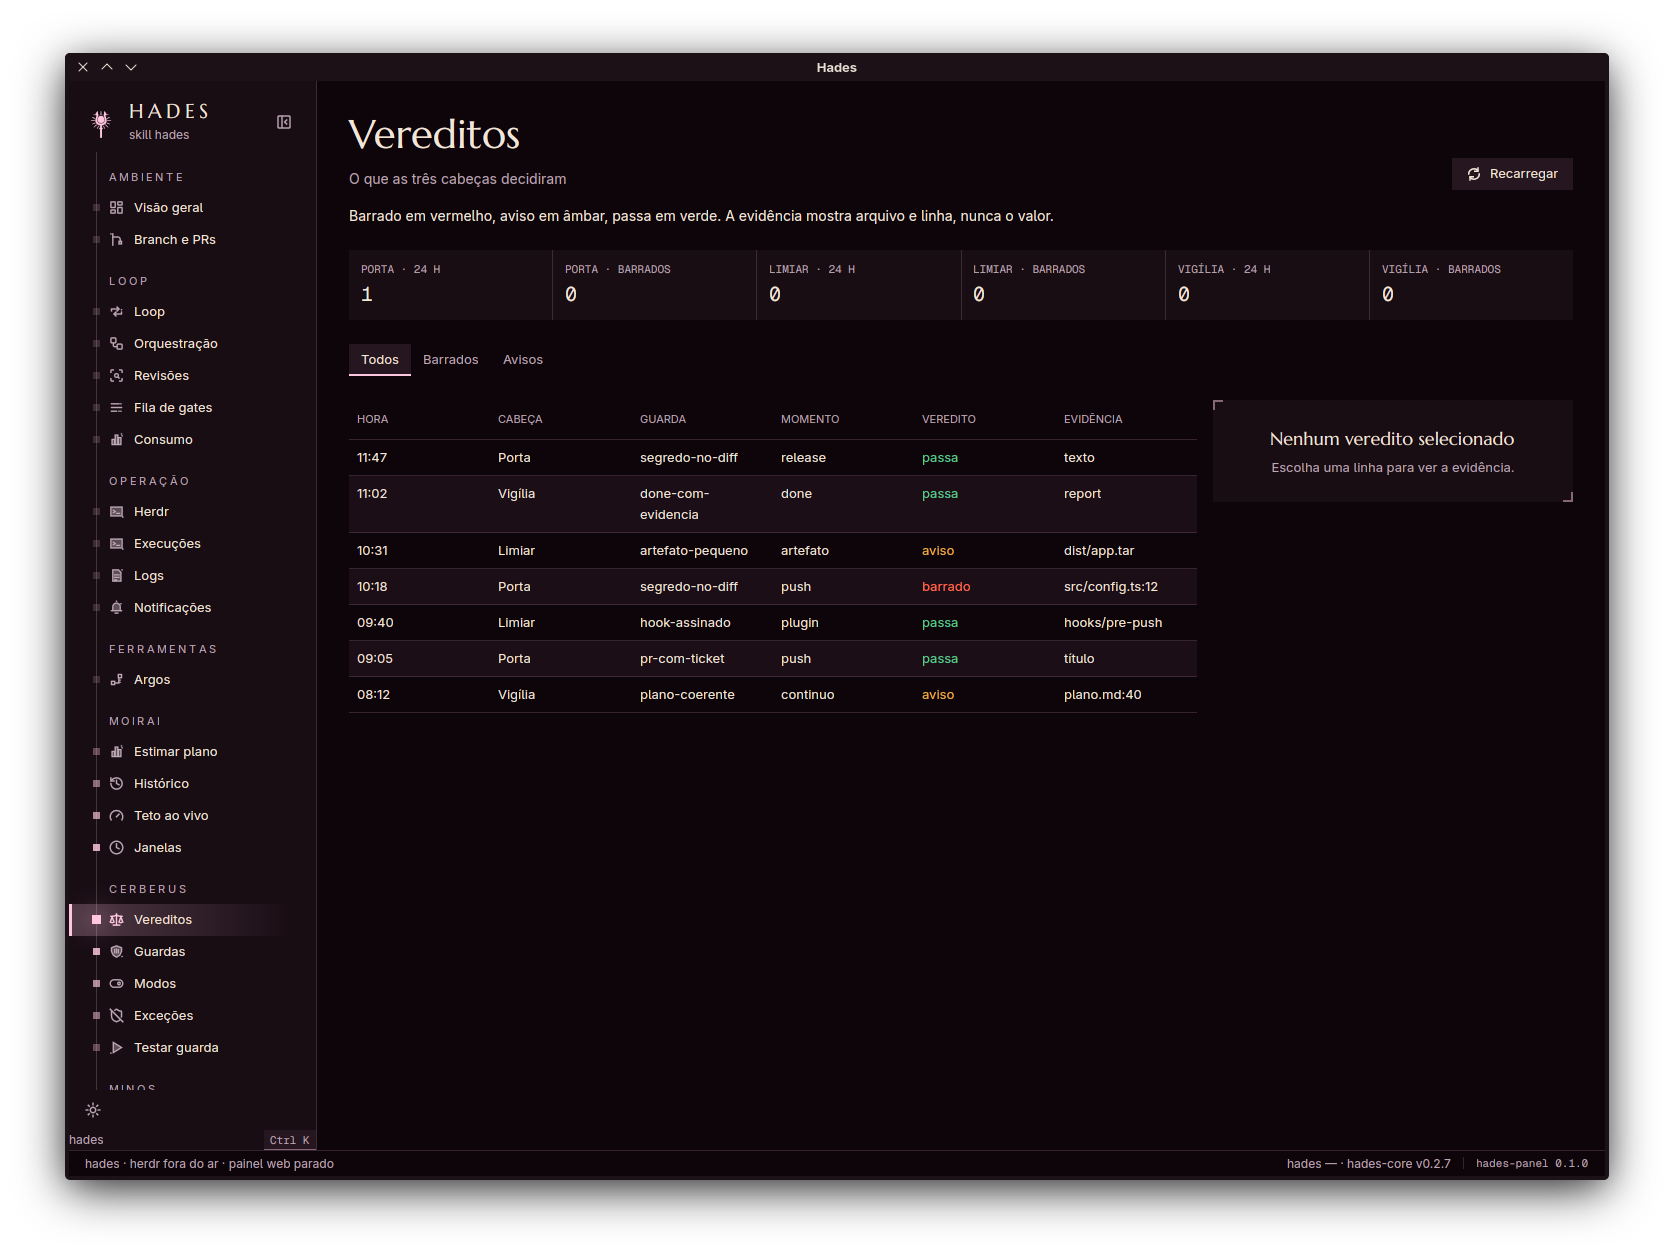 Hades
HADES
skill hades
AMBIENTE
Visão geral
Branch e PRs
LOOP
Loop
Orquestração
Revisões
Fila de gates
Consumo
OPERAÇÃO
Herdr
Execuções
Logs
Notificações
FERRAMENTAS
Argos
MOIRAI
Estimar plano
Histórico
Teto ao vivo
Janelas
CERBERUS
Vereditos
Guardas
Modos
Exceções
Testar guarda
MINOS
hades
Ctrl K
Vereditos
O que as três cabeças decidiram
Recarregar
Barrado em vermelho, aviso em âmbar, passa em verde. A evidência mostra arquivo e linha, nunca o valor.
PORTA · 24 H
1
PORTA · BARRADOS
0
LIMIAR · 24 H
0
LIMIAR · BARRADOS
0
VIGÍLIA · 24 H
0
VIGÍLIA · BARRADOS
0
Todos Barrados Avisos
HORA CABEÇA GUARDA MOMENTO VEREDITO EVIDÊNCIA
11:47 Porta segredo-no-diff release passa texto
11:02 Vigília done-com-evidencia done passa report
10:31 Limiar artefato-pequeno artefato aviso dist/app.tar
10:18 Porta segredo-no-diff push barrado src/config.ts:12
09:40 Limiar hook-assinado plugin passa hooks/pre-push
09:05 Porta pr-com-ticket push passa título
08:12 Vigília plano-coerente continuo aviso plano.md:40
Nenhum veredito selecionado
Escolha uma linha para ver a evidência.
hades · herdr fora do ar · painel web parado
hades — · hades-core v0.2.7
hades-panel 0.1.0